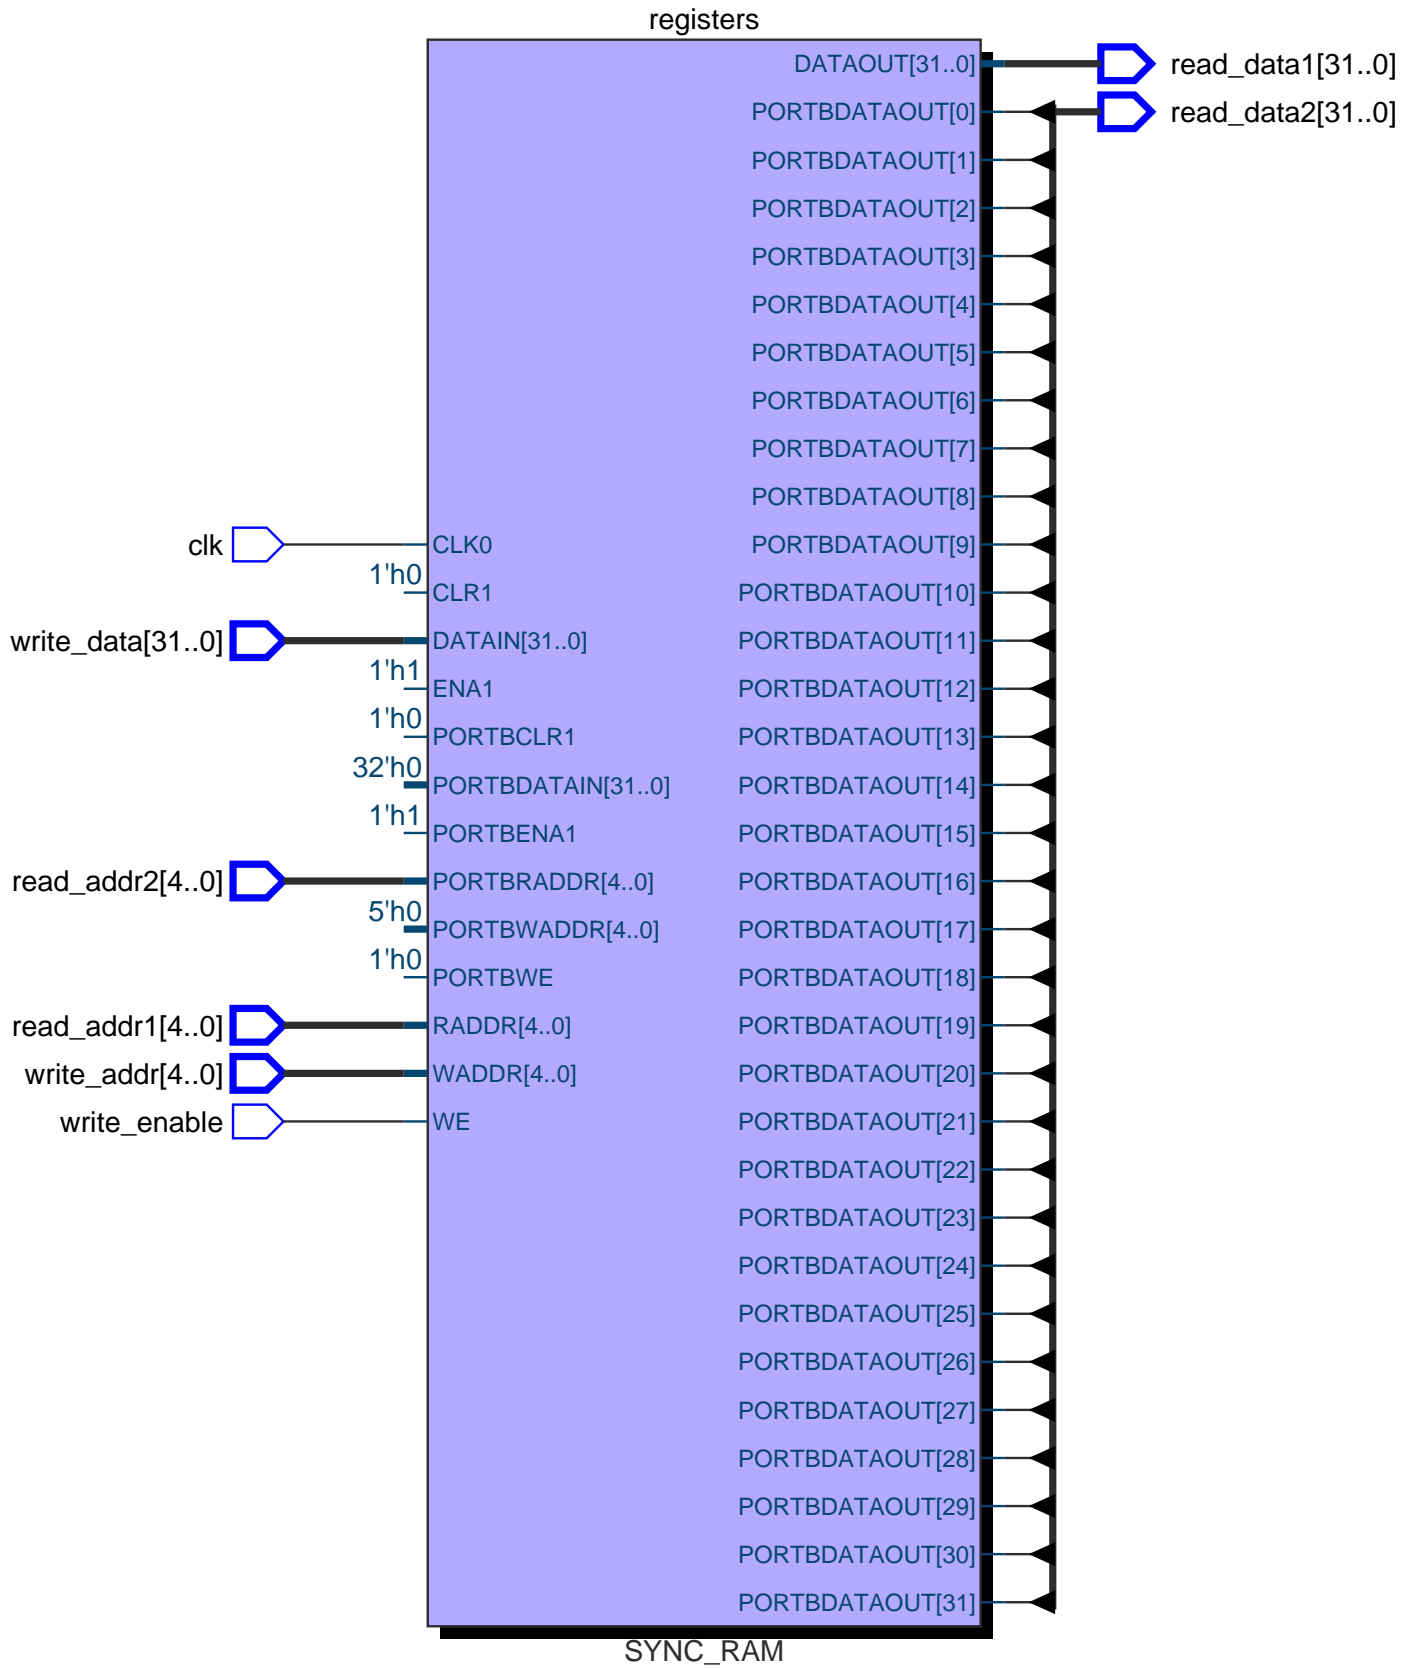 registers
DATAOUT[31..0]
read_data1[31..0]
PORTBDATAOUT[0]
read_data2[31..0]
PORTBDATAOUT[1]
PORTBDATAOUT[2]
PORTBDATAOUT[3]
PORTBDATAOUT[4]
PORTBDATAOUT[5]
PORTBDATAOUT[6]
PORTBDATAOUT[7]
PORTBDATAOUT[8]
clk
CLK0
PORTBDATAOUT[9]
1'h0
CLR1
PORTBDATAOUT[10]
write_data[31..0]
DATAIN[31..0]
PORTBDATAOUT[11]
1'h1
ENA1
PORTBDATAOUT[12]
1'h0
PORTBCLR1
PORTBDATAOUT[13]
32'h0
PORTBDATAIN[31..0]
PORTBDATAOUT[14]
1'h1
PORTBENA1
PORTBDATAOUT[15]
read_addr2[4..0]
PORTBRADDR[4..0]
PORTBDATAOUT[16]
5'h0
PORTBWADDR[4..0]
PORTBDATAOUT[17]
1'h0
PORTBWE
PORTBDATAOUT[18]
read_addr1[4..0]
RADDR[4..0]
PORTBDATAOUT[19]
write_addr[4..0]
WADDR[4..0]
PORTBDATAOUT[20]
write_enable
WE
PORTBDATAOUT[21]
PORTBDATAOUT[22]
PORTBDATAOUT[23]
PORTBDATAOUT[24]
PORTBDATAOUT[25]
PORTBDATAOUT[26]
PORTBDATAOUT[27]
PORTBDATAOUT[28]
PORTBDATAOUT[29]
PORTBDATAOUT[30]
PORTBDATAOUT[31]
SYNC_RAM